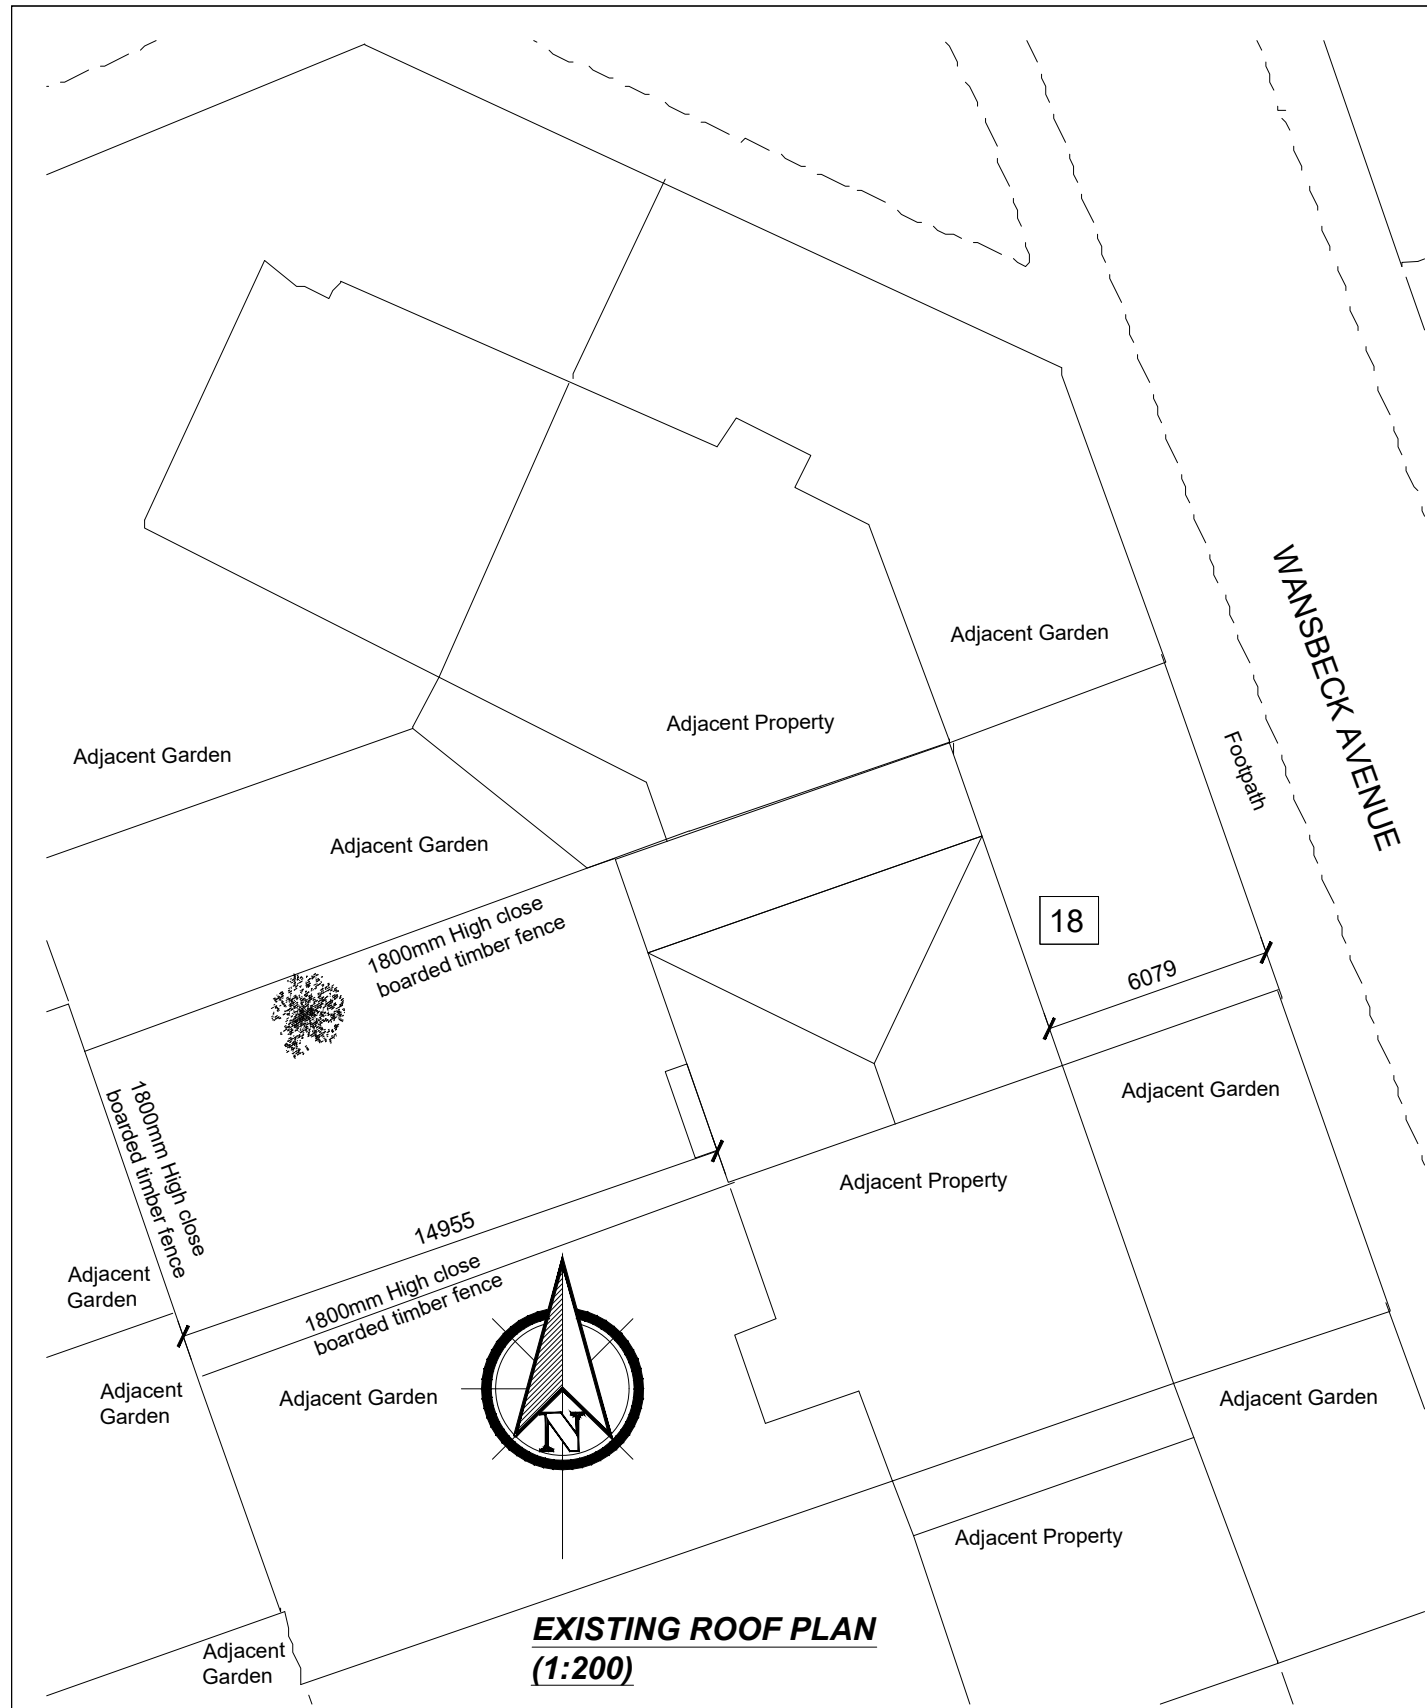 Adjacent Garden
WANSBECK AVENUE
Adjacent Property
Footpath
Adjacent Garden
Adjacent Garden
1800mm High close
boarded timber fence
18
6079
1800mm High close
boarded timber fence
Adjacent Garden
Adjacent Property
14955
1800mm High close
boarded timber fence
Adjacent
Garden
Adjacent
Garden
Adjacent Garden
N
Adjacent Garden
Adjacent Property
EXISTING ROOF PLAN
(1:200)
Adjacent
Garden